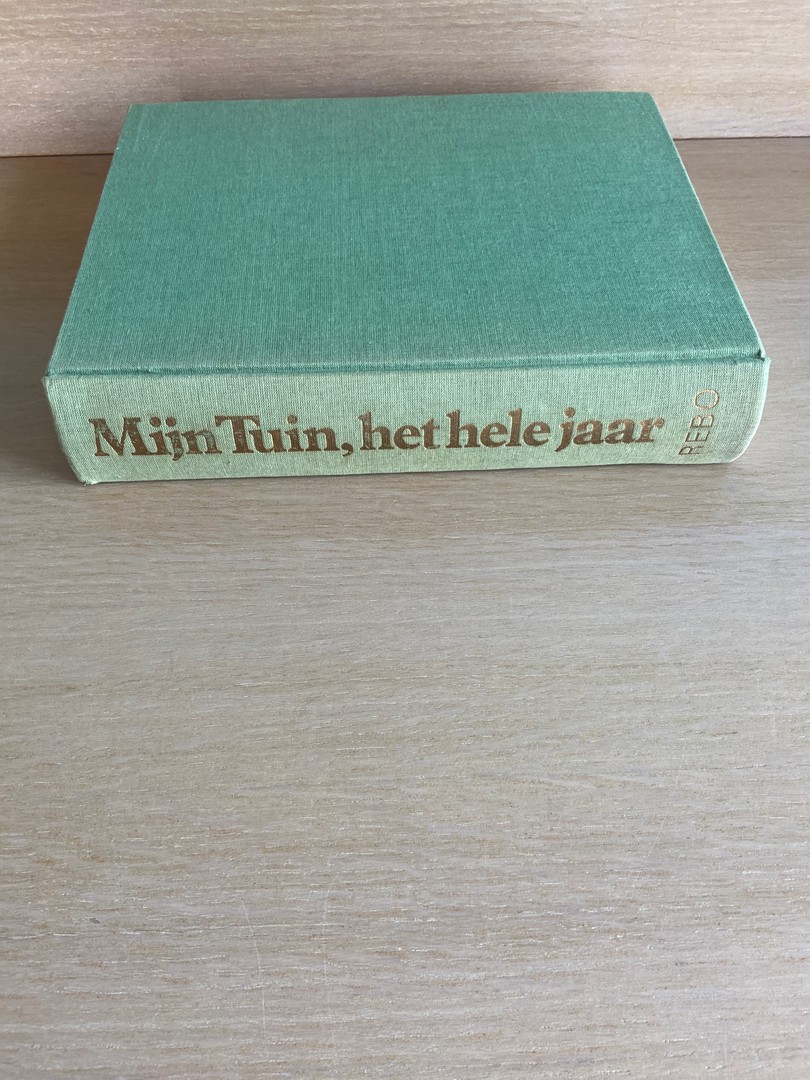 Mijn Tuin, het hele jaar
REBO